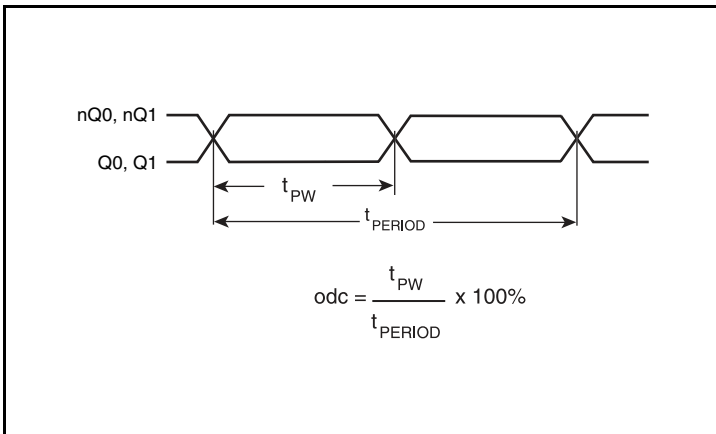 nQ0, nQ1
Q0, Q1
tPW
tPERIOD
odc = tPW / tPERIOD x 100%